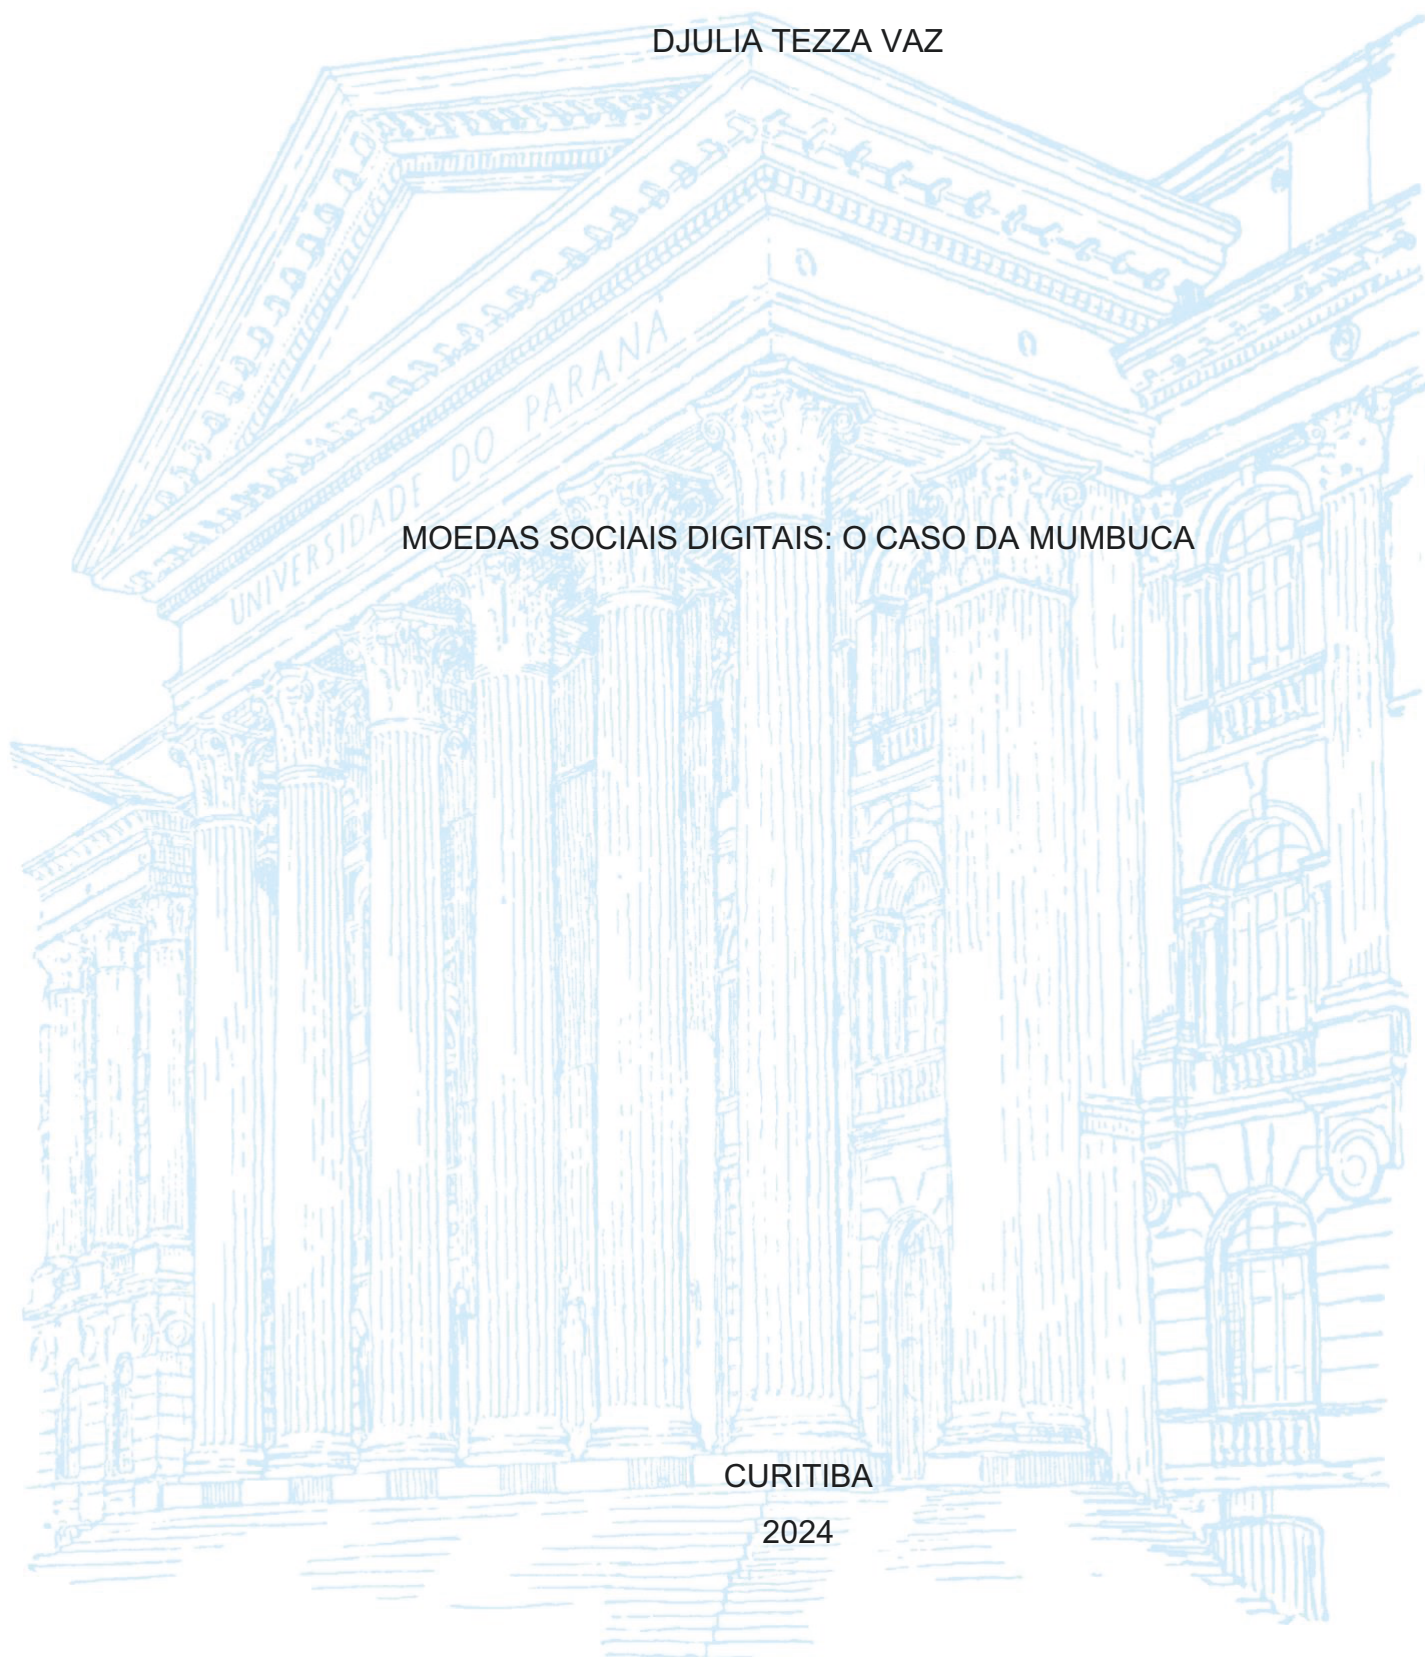 DJULIA TEZZA VAZ
UNIVERSIDADE DO PARANÁ
MOEDAS SOCIAIS DIGITAIS: O CASO DA MUMBUCA
CURITIBA
2024